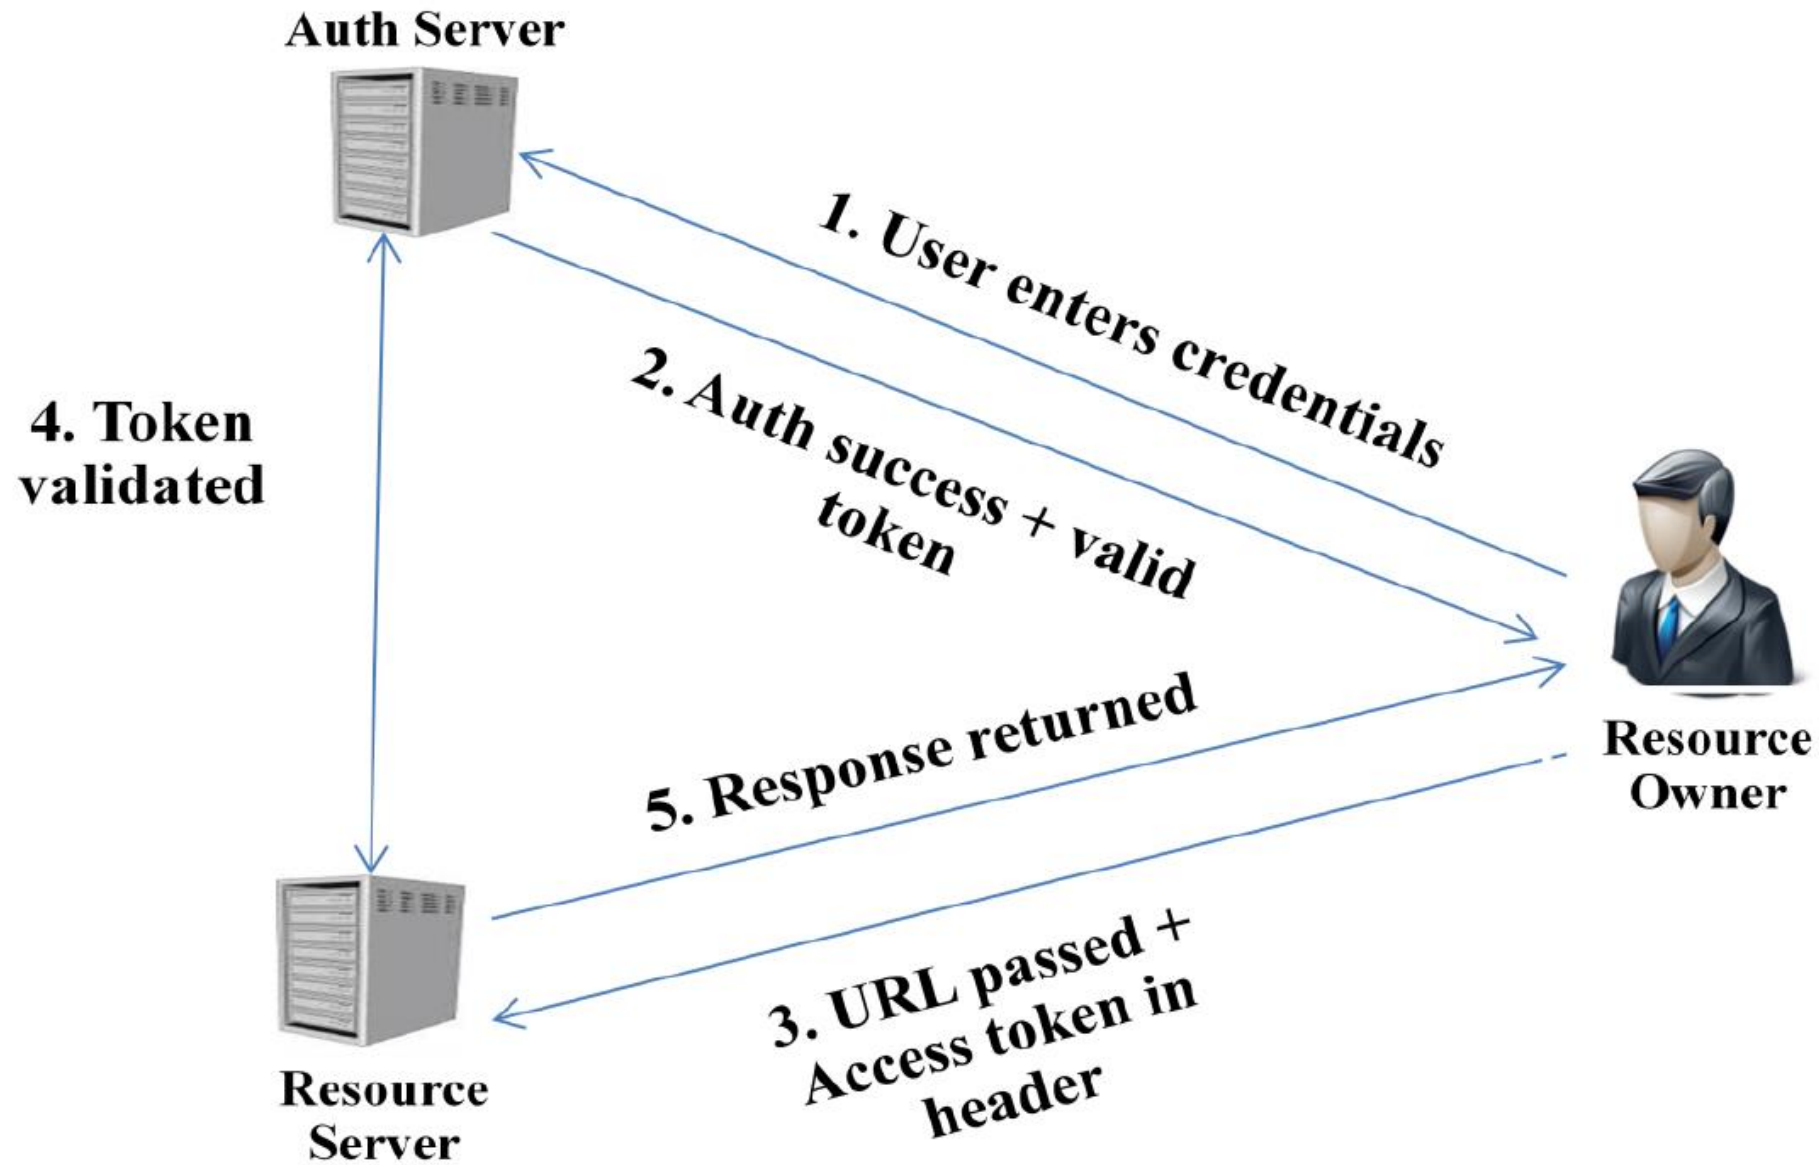 Auth Server
1. User enters credentials
2. Auth success + valid
token
4. Token
validated
5. Response returned
Resource
Owner
3. URL passed +
Access token in
header
Resource
Server